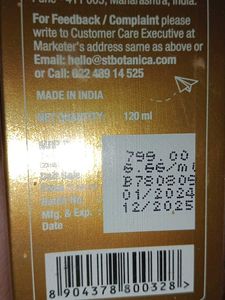 Pune - 411 005, Maharashtra, India.
For Feedback / Complaint please
write to Customer Care Executive at
Marketer's address same as above or
Email: hello@stbotanica.com
or Call: 022 489 14 525
MADE IN INDIA
NET QUANTITY: 120 ml
799.00
6.66/m
B780209
Batch No. 01/2024
Mfg. & Exp. : 12/2025
Date
8 904378 800328 >